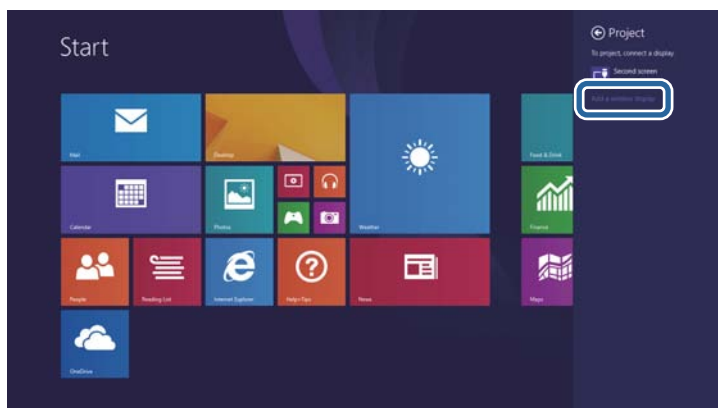 Start
Project
To project, connect a display.
Second screen
Add a wireless display
Mail
Desktop
Food & Drink
Calendar
Photos
Weather
Finance
People
Reading List
Internet Explorer
Help+Tips
News
Maps
OneDrive